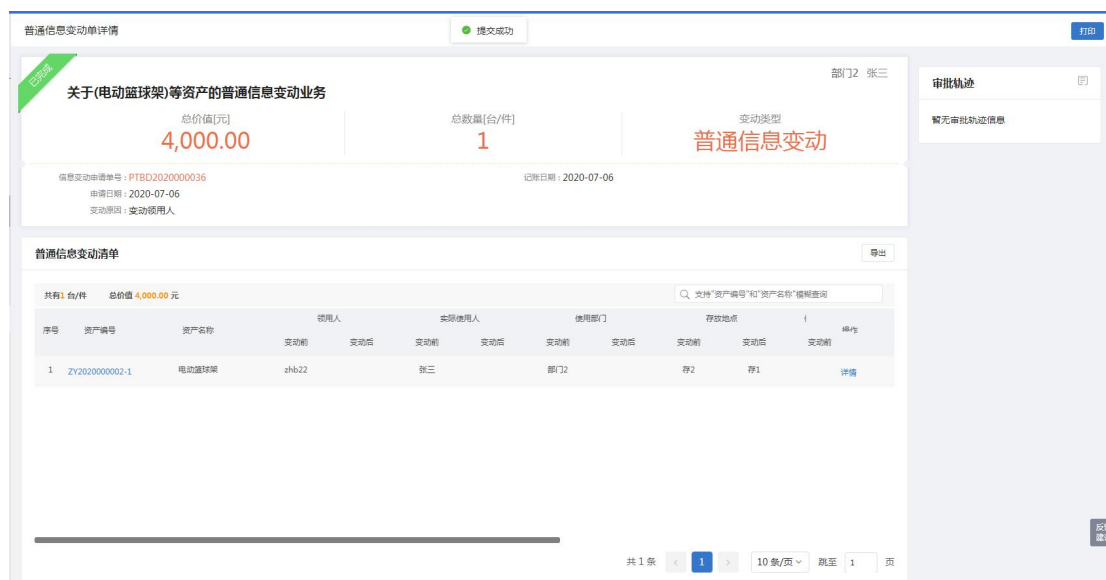 普通信息变动单详情
提交成功
打印
已完成
部门2 张三
关于(电动篮球架)等资产的普通信息变动业务
总价值[元] 总数量[台/件] 变动类型
4,000.00 1 普通信息变动
信息变动申请单号：PTBD2020000036 记账日期：2020-07-06
申请日期：2020-07-06
变动原因：变动领用人
审批轨迹
暂无审批轨迹信息
普通信息变动清单 导出
共有1 台/件 总价值 4,000.00 元 支持"资产编号"和"资产名称"模糊查询
序号 资产编号 资产名称 领用人 实际使用人 使用部门 存放地点 操作
变动前 变动后 变动前 变动后 变动前 变动后 变动前 变动后 变动前
1 ZY2020000002-1 电动篮球架 zhb22 张三 部门2 存2 存1 详情
共 1 条 < 1 > 10 条/页 跳至 1 页